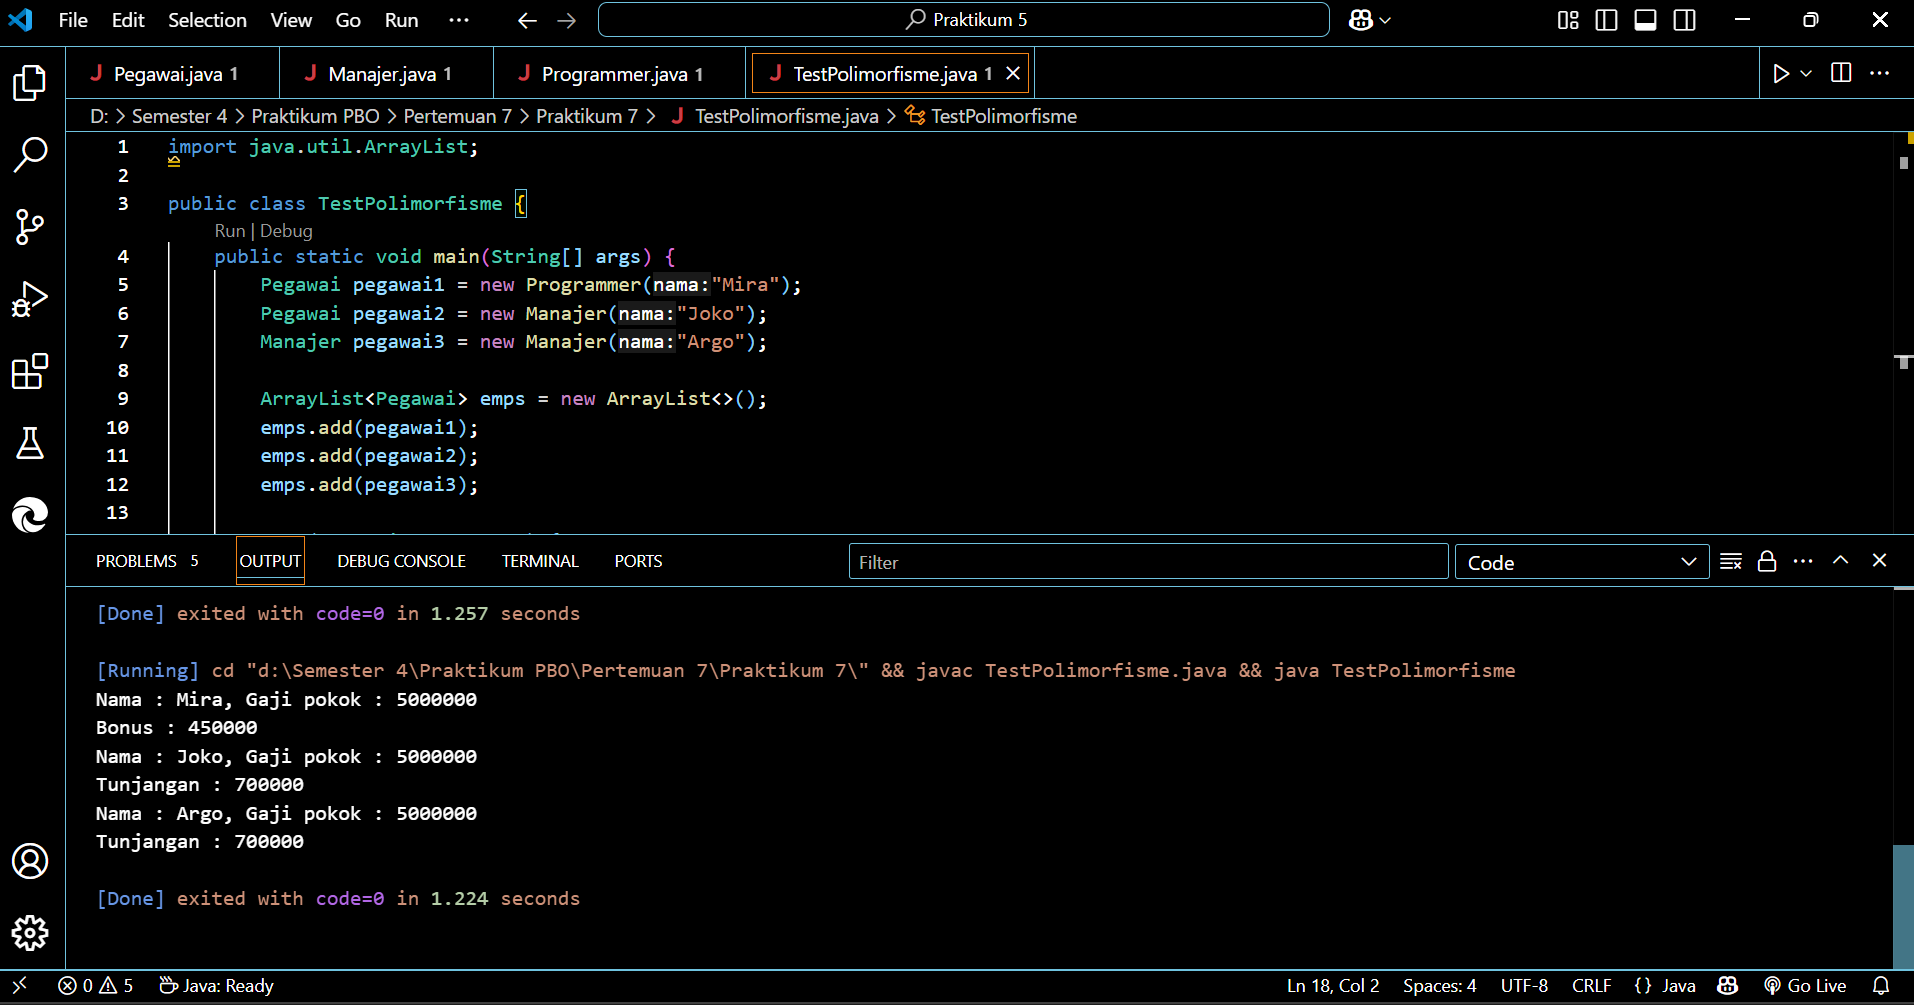 File Edit Selection View Go Run ··· Praktikum 5
Pegawai.java 1 Manajer.java 1 Programmer.java 1 TestPolimorfisme.java 1
D: > Semester 4 > Praktikum PBO > Pertemuan 7 > Praktikum 7 > J TestPolimorfisme.java > TestPolimorfisme
1 import java.util.ArrayList;
2
3 public class TestPolimorfisme {
Run | Debug
4 public static void main(String[] args) {
5 Pegawai pegawai1 = new Programmer(nama:"Mira");
6 Pegawai pegawai2 = new Manajer(nama:"Joko");
7 Manajer pegawai3 = new Manajer(nama:"Argo");
8
9 ArrayList<Pegawai> emps = new ArrayList<>();
10 emps.add(pegawai1);
11 emps.add(pegawai2);
12 emps.add(pegawai3);
13
PROBLEMS 5 OUTPUT DEBUG CONSOLE TERMINAL PORTS Filter Code
[Done] exited with code=0 in 1.257 seconds
[Running] cd "d:\Semester 4\Praktikum PBO\Pertemuan 7\Praktikum 7\" && javac TestPolimorfisme.java && java TestPolimorfisme
Nama : Mira, Gaji pokok : 5000000
Bonus : 450000
Nama : Joko, Gaji pokok : 5000000
Tunjangan : 700000
Nama : Argo, Gaji pokok : 5000000
Tunjangan : 700000
[Done] exited with code=0 in 1.224 seconds
0 5 Java: Ready Ln 18, Col 2 Spaces: 4 UTF-8 CRLF {} Java Go Live